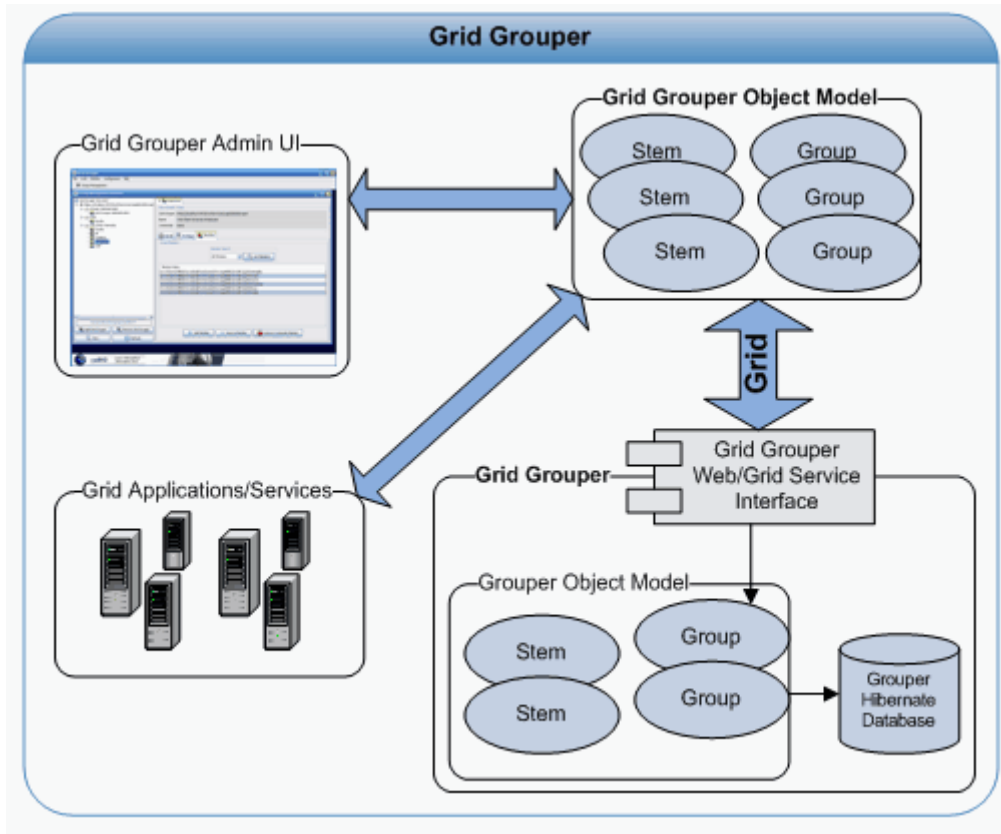 Grid Grouper
Grid Grouper Object Model
Grid Grouper Admin UI
Stem
Group
Stem
Group
Stem
Group
Grid
Grid Grouper
Web/Grid Service
Interface
Grid Grouper
Grid Applications/Services
Grouper Object Model
Stem
Group
Stem
Group
Grouper
Hibernate
Database